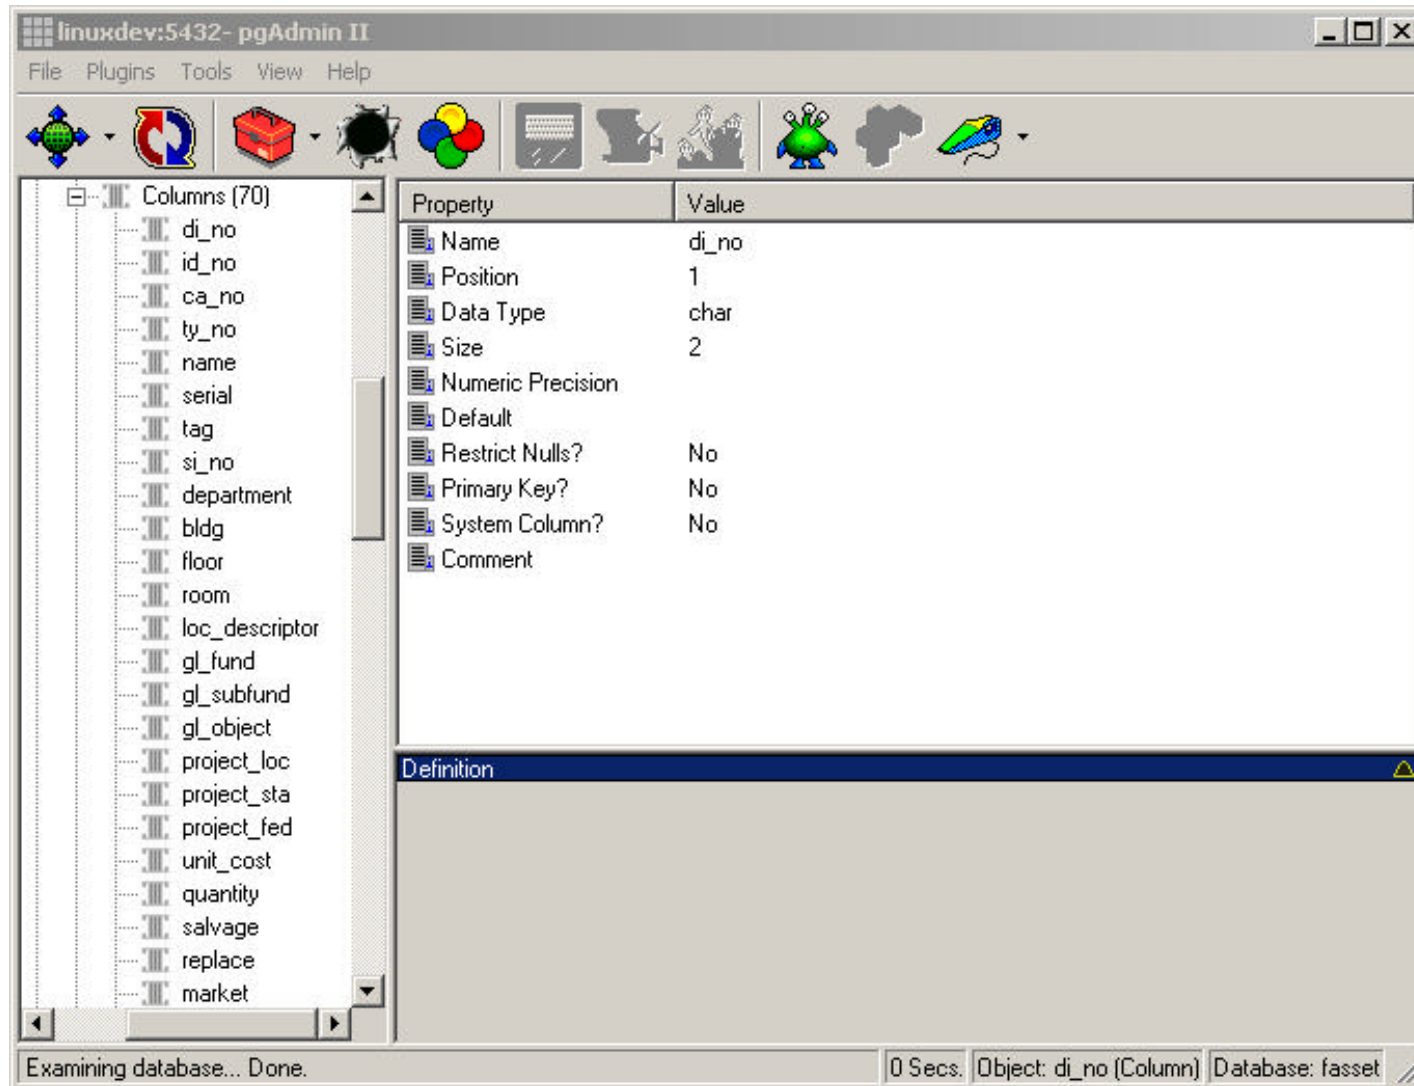 linuxdev:5432- pgAdmin II
File Plugins Tools View Help
Columns (70)
di_no
id_no
ca_no
ty_no
name
serial
tag
si_no
department
bldg
floor
room
loc_descriptor
gl_fund
gl_subfund
gl_object
project_loc
project_sta
project_fed
unit_cost
quantity
salvage
replace
market
Property Value
Name di_no
Position 1
Data Type char
Size 2
Numeric Precision
Default
Restrict Nulls? No
Primary Key? No
System Column? No
Comment
Definition
Examining database... Done. 0 Secs. Object: di_no (Column) Database: fasset